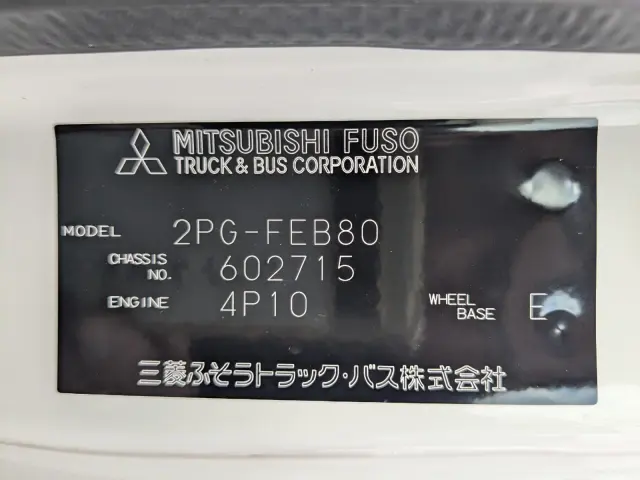 MITSUBISHI FUSO
TRUCK & BUS CORPORATION
MODEL 2PG-FEB80
CHASSIS NO. 602715
ENGINE 4P10 WHEEL BASE E
三菱ふそうトラック・バス株式会社